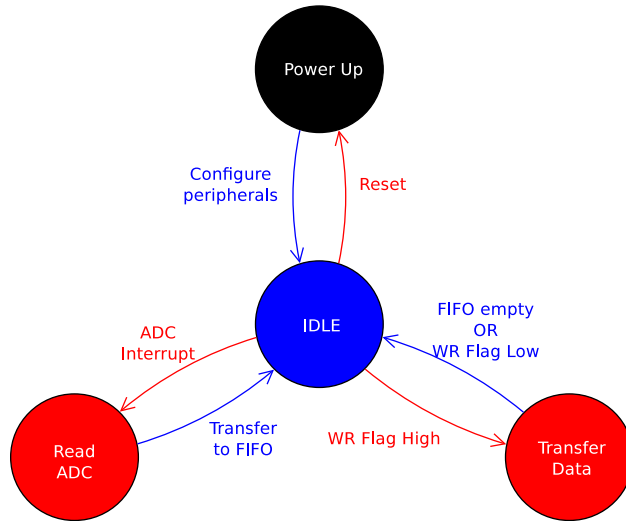 Power Up
Configure
peripherals
Reset
IDLE
FIFO empty
OR
WR Flag Low
ADC
Interrupt
Transfer
to FIFO
WR Flag High
Read
ADC
Transfer
Data